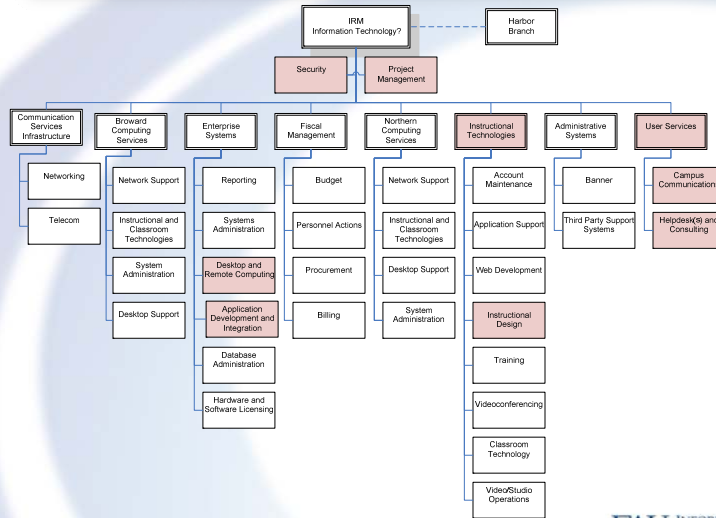 IRM
Information Technology?
Harbor
Branch
Security
Project
Management
Communication
Services
Infrastructure
Broward
Computing
Services
Enterprise
Systems
Fiscal
Management
Northern
Computing
Services
Instructional
Technologies
Administrative
Systems
User Services
Networking
Telecom
Network Support
Instructional and
Classroom
Technologies
System
Administration
Desktop Support
Reporting
Systems
Administration
Desktop and
Remote Computing
Application
Development and
Integration
Database
Administration
Hardware and
Software Licensing
Budget
Personnel Actions
Procurement
Billing
Network Support
Instructional and
Classroom
Technologies
Desktop Support
System
Administration
Account
Maintenance
Application Support
Web Development
Instructional
Design
Training
Videoconferencing
Classroom
Technology
Video/Studio
Operations
Banner
Third Party Support
Systems
Campus
Communication
Helpdesk(s) and
Consulting